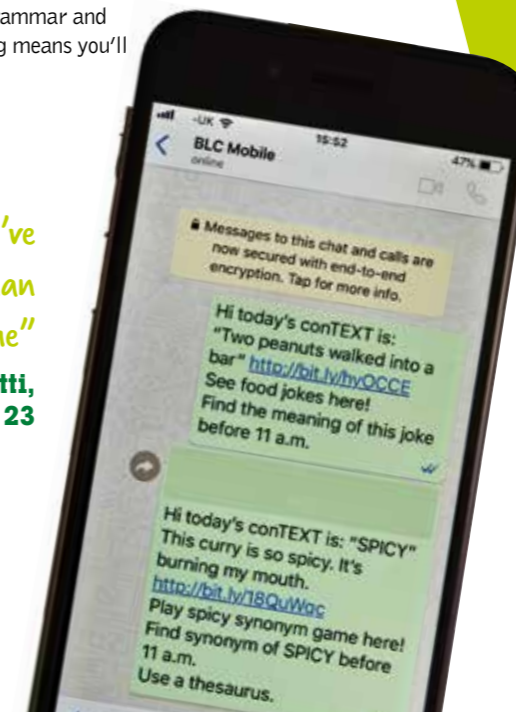 ammar and
g means you'll
've
an
e"
tti,
23
-UK
15:52
47%
BLC Mobile
online
Messages to this chat and calls are
now secured with end-to-end
encryption. Tap for more info.
Hi today's conTEXT is:
"Two peanuts walked into a
bar" http://bit.ly/hyOCCE
See food jokes here!
Find the meaning of this joke
before 11 a.m.
Hi today's conTEXT is: "SPICY"
This curry is so spicy. It's
burning my mouth.
http://bit.ly/18QuWqc
Play spicy synonym game here!
Find synonym of SPICY before
11 a.m.
Use a thesaurus.